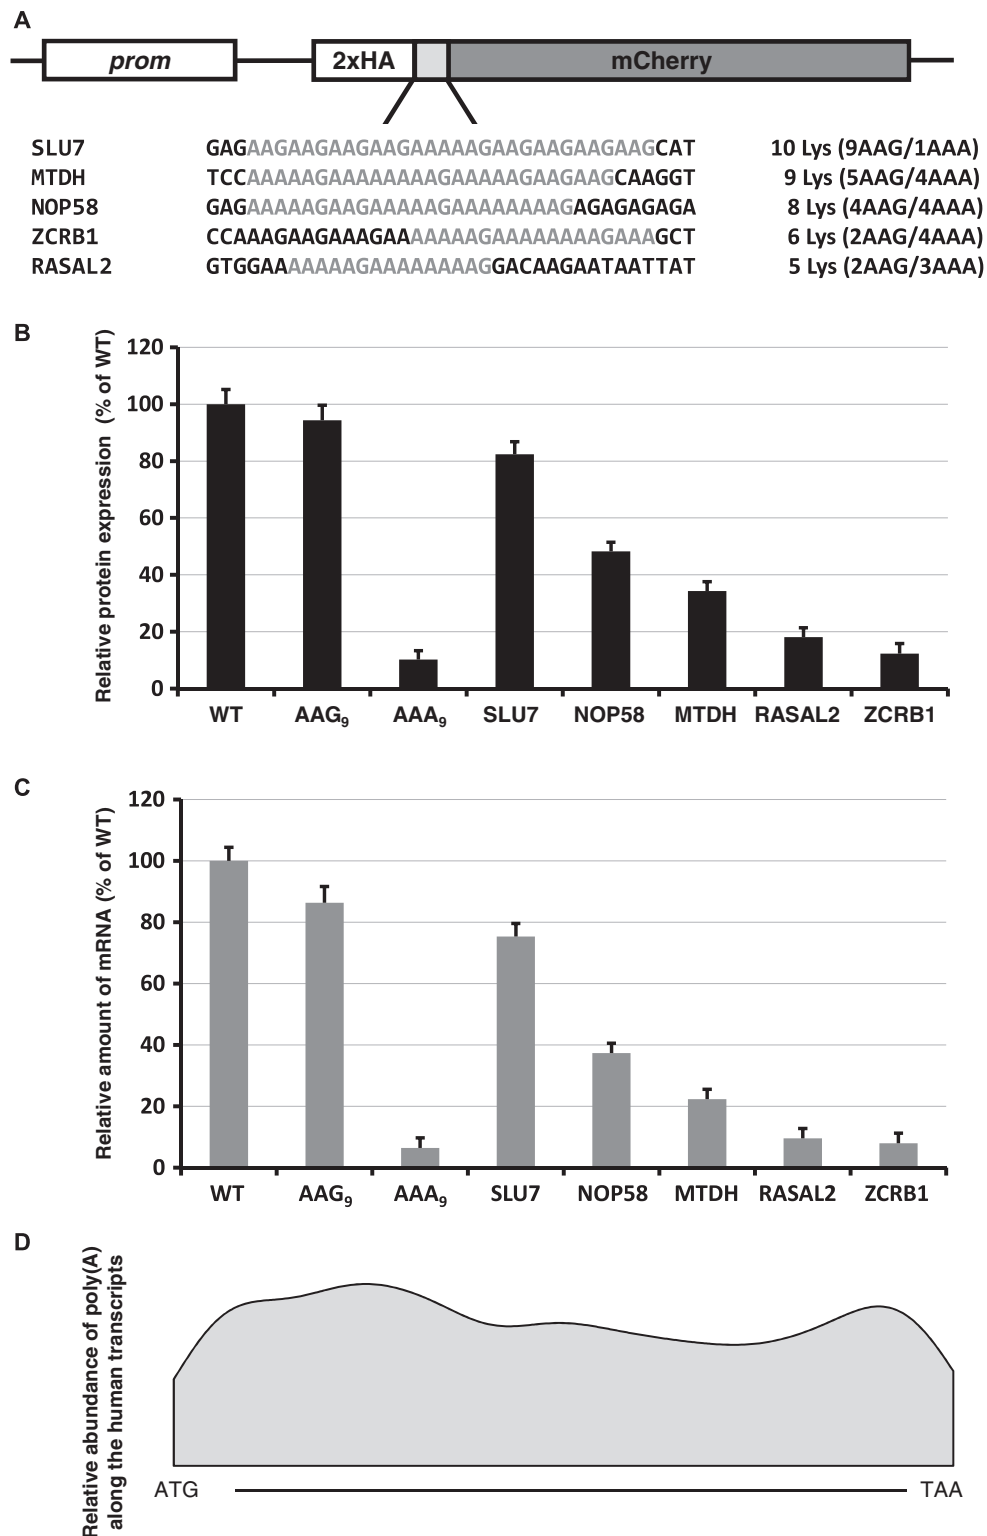 A
prom 2xHA mCherry
SLU7 GAGAAGAAGAAGAAGAAAAAGAAGAAGAAGAAGCAT 10 Lys (9AAG/1AAA)
MTDH TCCAAAAAGAAAAAAAAGAAAAAGAAGAAGCAAGGT 9 Lys (5AAG/4AAA)
NOP58 GAGAAAAAGAAGAAAAAGAAAAAAAAGAGAGAGAGA 8 Lys (4AAG/4AAA)
ZCRB1 CCAAAGAAGAAAGAAAAAAAGAAAAAAAAGAAAGCT 6 Lys (2AAG/4AAA)
RASAL2 GTGGAAAAAAAGAAAAAAAAGGACAAGAATAATTAT 5 Lys (2AAG/3AAA)
B
Relative protein expression (% of WT)
120
100
80
60
40
20
0
WT AAG9 AAA9 SLU7 NOP58 MTDH RASAL2 ZCRB1
C
Relative amount of mRNA (% of WT)
120
100
80
60
40
20
0
WT AAG9 AAA9 SLU7 NOP58 MTDH RASAL2 ZCRB1
D
Relative abundance of poly(A)
along the human transcripts
ATG TAA